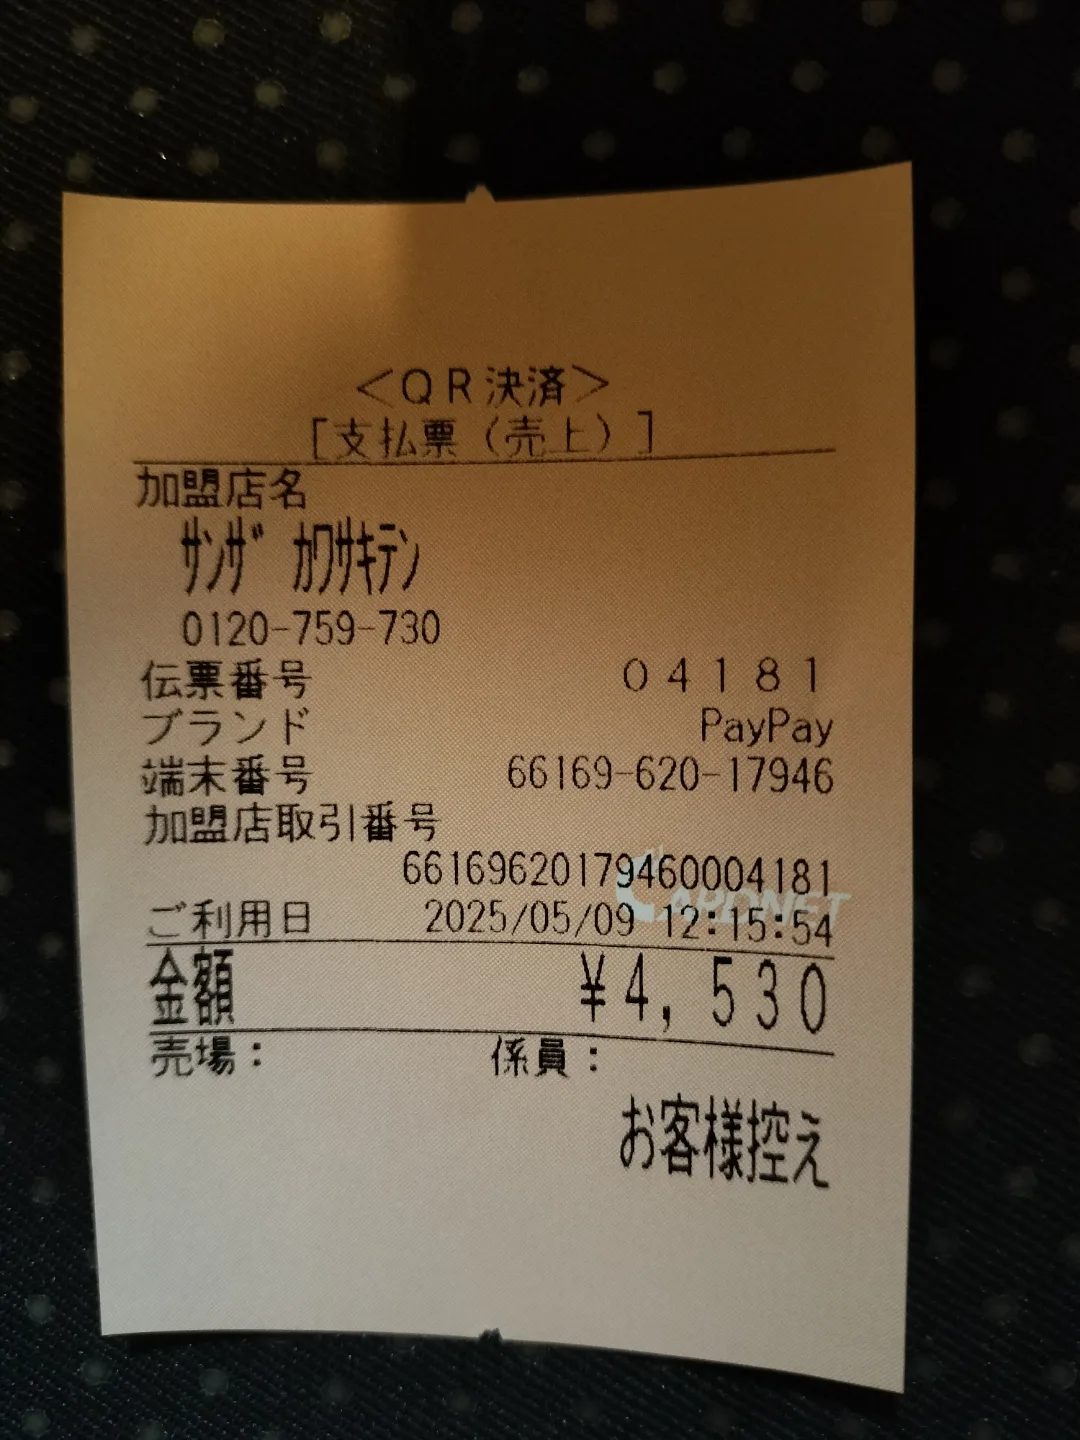 ＜ＱＲ決済＞
［支払票（売上）］
加盟店名
ｻﾝｻﾞ ｶﾜｻｷﾃﾝ
0120-759-730
伝票番号 ０４１８１
ブランド PayPay
端末番号 66169-620-17946
加盟店取引番号
66169620179460004181
ご利用日 2025/05/09 12:15:54
CARDNET
金額 ￥4,530
売場： 係員：
お客様控え